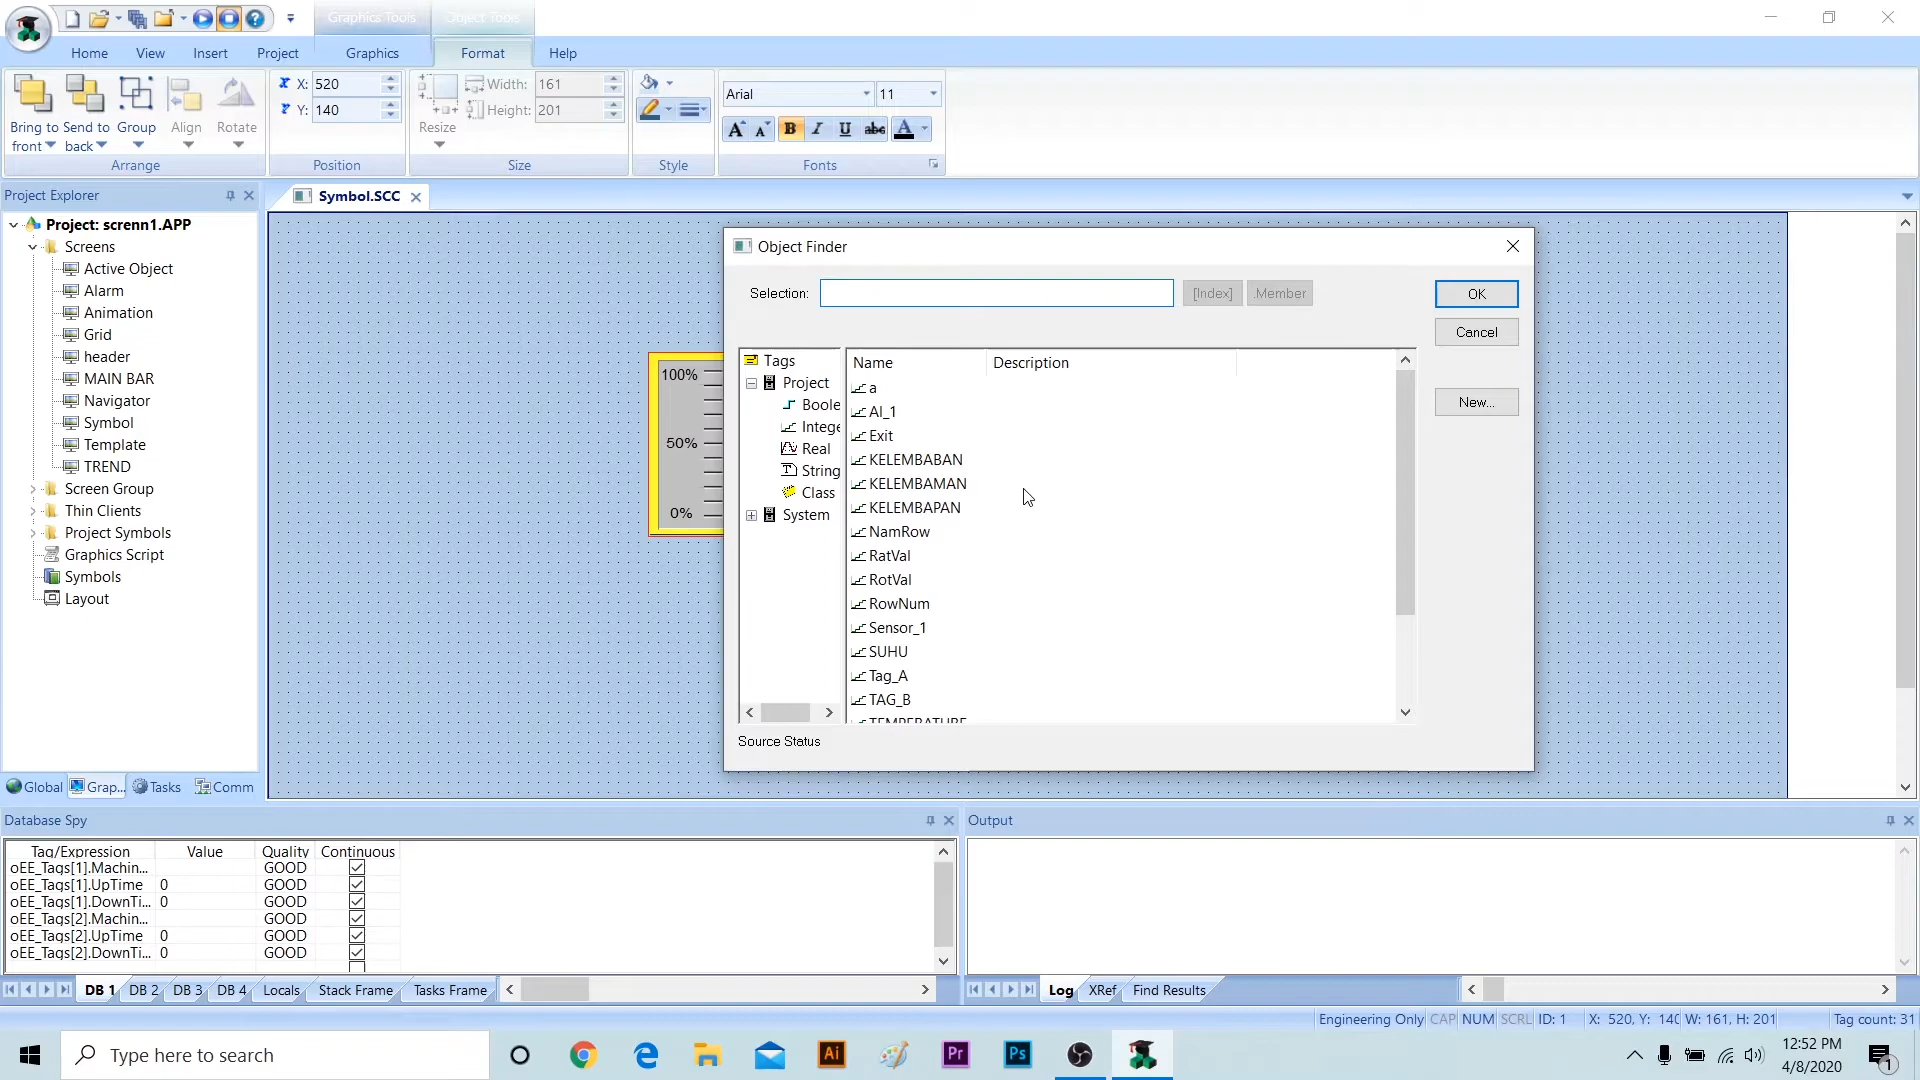 Graphics Tools
Object Tools
Home
View
Insert
Project
Graphics
Format
Help
Bring to front
Send to back
Group
Align
Rotate
Arrange
X: 520
Y: 140
Position
Resize
Width: 161
Height: 201
Size
Style
Arial
11
A A B I U abc A
Fonts
Project Explorer
Symbol.SCC
Project: screnn1.APP
Screens
Active Object
Alarm
Animation
Grid
header
MAIN BAR
Navigator
Symbol
Template
TREND
Screen Group
Thin Clients
Project Symbols
Graphics Script
Symbols
Layout
Global
Grap...
Tasks
Comm
100%
50%
0%
Object Finder
Selection:
[Index]
.Member
OK
Cancel
New...
Tags
Project
Boole
Intege
Real
String
Class
System
Name
Description
a
AI_1
Exit
KELEMBABAN
KELEMBAMAN
KELEMBAPAN
NamRow
RatVal
RotVal
RowNum
Sensor_1
SUHU
Tag_A
TAG_B
TEMPERATURE
Source Status
Database Spy
Tag/Expression Value Quality Continuous
oEE_Tags[1].Machin... GOOD
oEE_Tags[1].UpTime 0 GOOD
oEE_Tags[1].DownTi... 0 GOOD
oEE_Tags[2].Machin... GOOD
oEE_Tags[2].UpTime 0 GOOD
oEE_Tags[2].DownTi... 0 GOOD
DB 1
DB 2
DB 3
DB 4
Locals
Stack Frame
Tasks Frame
Output
Log
XRef
Find Results
Engineering Only CAP NUM SCRL ID: 1 X: 520, Y: 140 W: 161, H: 201 Tag count: 31
Type here to search
Ai
Pr
Ps
12:52 PM
4/8/2020
1